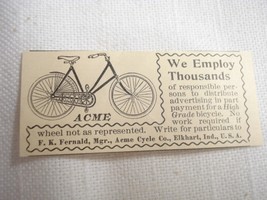 We Employ
Thousands
of responsible per-
sons to distribute
advertising in part
payment for a High
Grade bicycle. No
work required if
ACME
wheel not as represented. Write for particulars to
F. K. Fernald, Mgr., Acme Cycle Co., Elkhart, Ind., U.S.A.